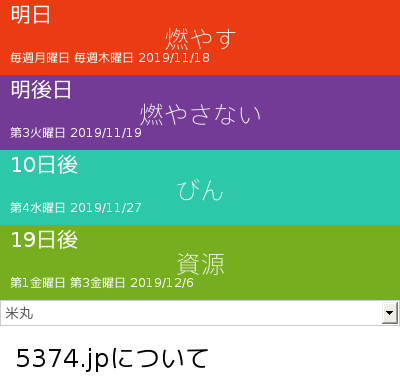 明日
燃やす
毎週月曜日 毎週木曜日 2019/11/18
明後日
燃やさない
第3火曜日 2019/11/19
10日後
びん
第4水曜日 2019/11/27
19日後
資源
第1金曜日 第3金曜日 2019/12/6
米丸
5374.jpについて